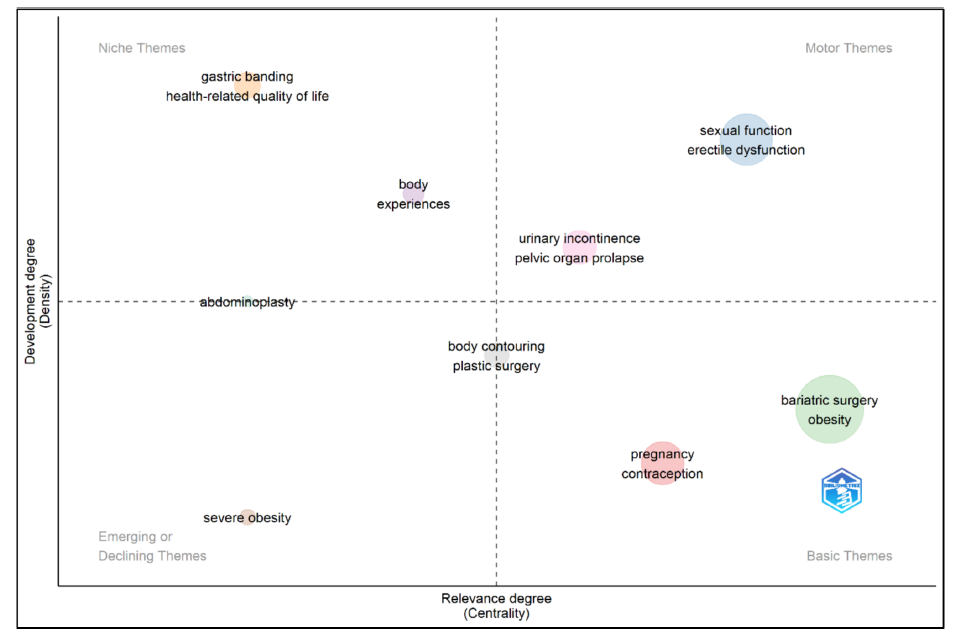 Niche Themes
Motor Themes
gastric banding
health-related quality of life
sexual function
erectile dysfunction
body
experiences
urinary incontinence
pelvic organ prolapse
Development degree
(Density)
abdominoplasty
body contouring
plastic surgery
bariatric surgery
obesity
pregnancy
contraception
severe obesity
Emerging or
Declining Themes
Basic Themes
Relevance degree
(Centrality)